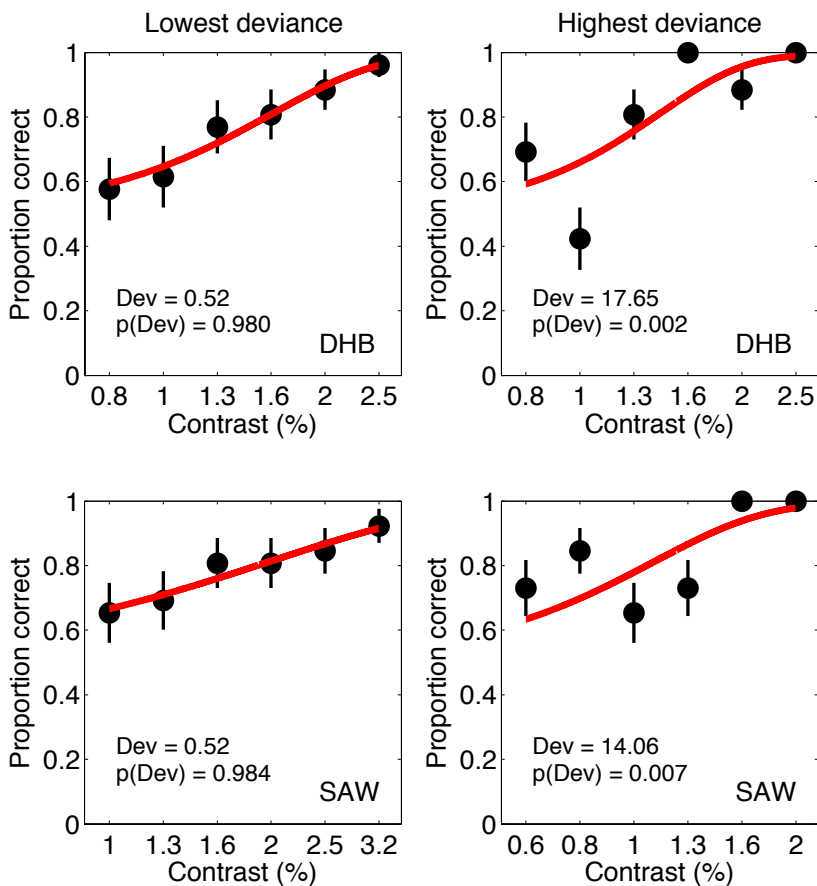 Lowest deviance
Highest deviance
Proportion correct
1
0.8
0.6
0.4
0.2
0
Dev = 0.52
p(Dev) = 0.980
DHB
0.8 1 1.3 1.6 2 2.5
Contrast (%)
Proportion correct
1
0.8
0.6
0.4
0.2
0
Dev = 17.65
p(Dev) = 0.002
DHB
0.8 1 1.3 1.6 2 2.5
Contrast (%)
Proportion correct
1
0.8
0.6
0.4
0.2
0
Dev = 0.52
p(Dev) = 0.984
SAW
1 1.3 1.6 2 2.5 3.2
Contrast (%)
Proportion correct
1
0.8
0.6
0.4
0.2
0
Dev = 14.06
p(Dev) = 0.007
SAW
0.6 0.8 1 1.3 1.6 2
Contrast (%)